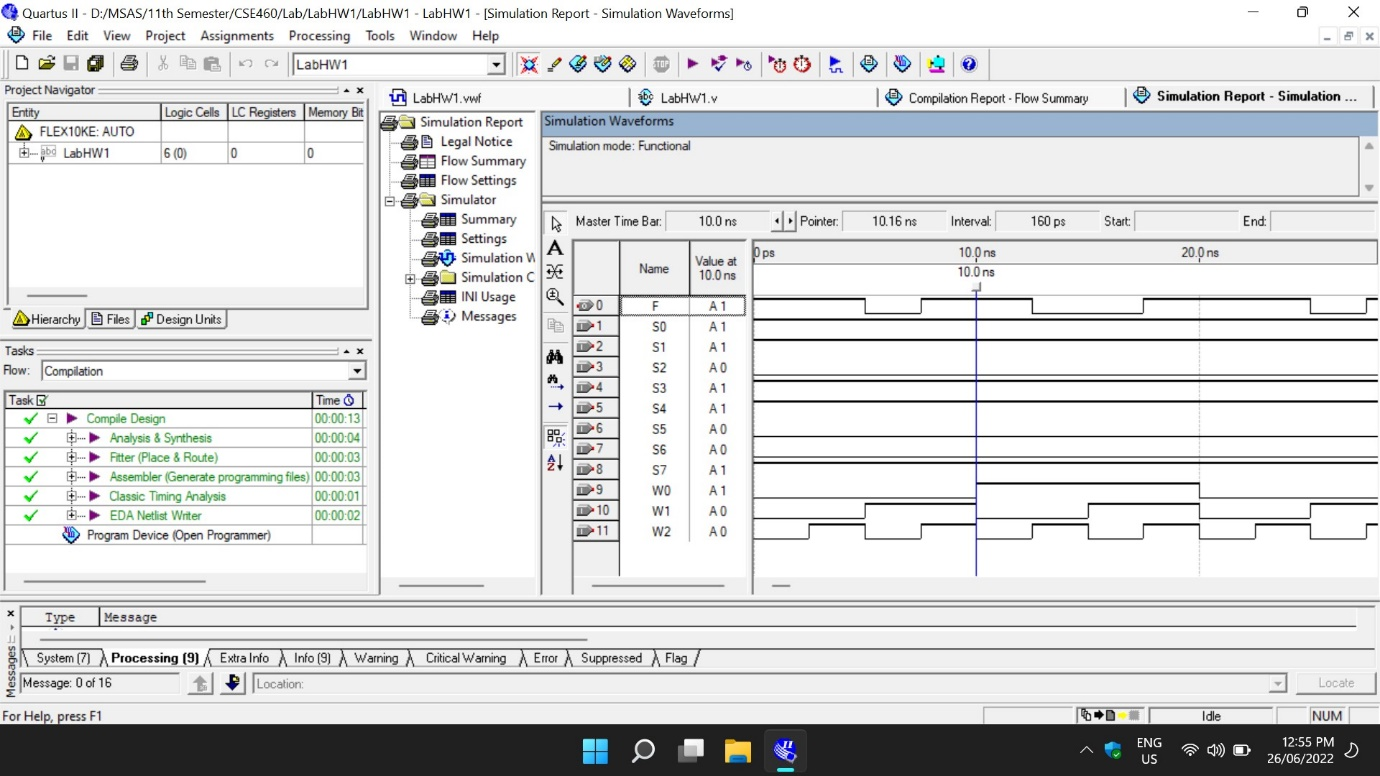 Quartus II - D:/MSAS/11th Semester/CSE460/Lab/LabHW1/LabHW1 - LabHW1 - [Simulation Report - Simulation Waveforms]
File Edit View Project Assignments Processing Tools Window Help
LabHW1
Project Navigator
LabHW1.vwf LabHW1.v Compilation Report - Flow Summary Simulation Report - Simulation ...
Entity Logic Cells LC Registers Memory Bit
FLEX10KE: AUTO
LabHW1 6 (0) 0 0
Hierarchy Files Design Units
Tasks
Flow: Compilation
Task Time
Compile Design 00:00:13
Analysis & Synthesis 00:00:04
Fitter (Place & Route) 00:00:03
Assembler (Generate programming files) 00:00:03
Classic Timing Analysis 00:00:01
EDA Netlist Writer 00:00:02
Program Device (Open Programmer)
Simulation Report
Legal Notice
Flow Summary
Flow Settings
Simulator
Summary
Settings
Simulation W
Simulation C
INI Usage
Messages
Simulation Waveforms
Simulation mode: Functional
Master Time Bar: 10.0 ns Pointer: 10.16 ns Interval: 160 ps Start: End:
Name Value at 10.0 ns
0 ps 10.0 ns 20.0 ns
10.0 ns
0 F A 1
1 S0 A 1
2 S1 A 1
3 S2 A 0
4 S3 A 1
5 S4 A 1
6 S5 A 0
7 S6 A 0
8 S7 A 1
9 W0 A 1
10 W1 A 0
11 W2 A 0
Messages
Type Message
System (7) Processing (9) Extra Info Info (9) Warning Critical Warning Error Suppressed Flag
Message: 0 of 16 Location: Locate
For Help, press F1 Idle NUM
ENG
US
12:55 PM
26/06/2022